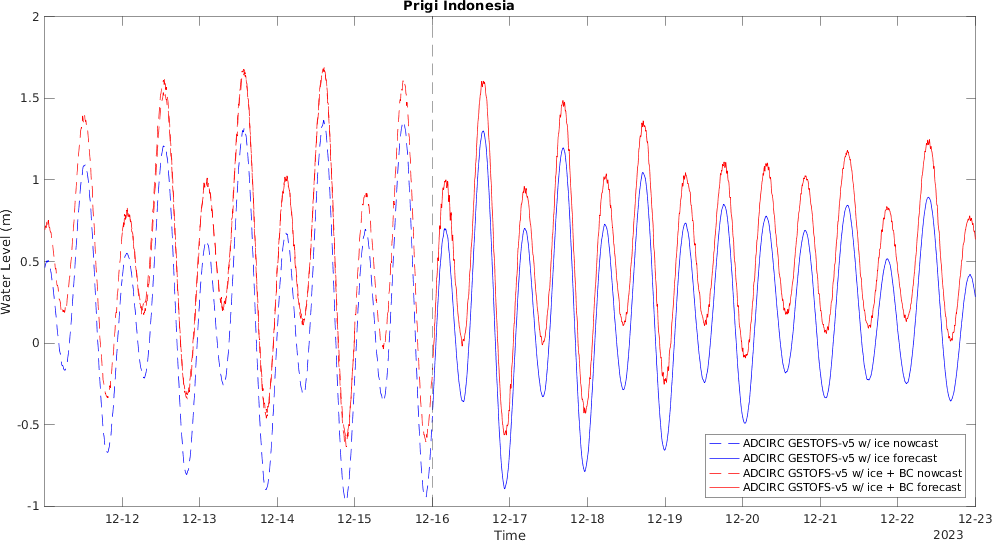 Prigi Indonesia
2
1.5
1
0.5
0
-0.5
-1
Water Level (m)
12-12
12-13
12-14
12-15
12-16
12-17
12-18
12-19
12-20
12-21
12-22
12-23
Time
2023
ADCIRC GESTOFS-v5 w/ ice nowcast
ADCIRC GESTOFS-v5 w/ ice forecast
ADCIRC GSTOFS-v5 w/ ice + BC nowcast
ADCIRC GSTOFS-v5 w/ ice + BC forecast